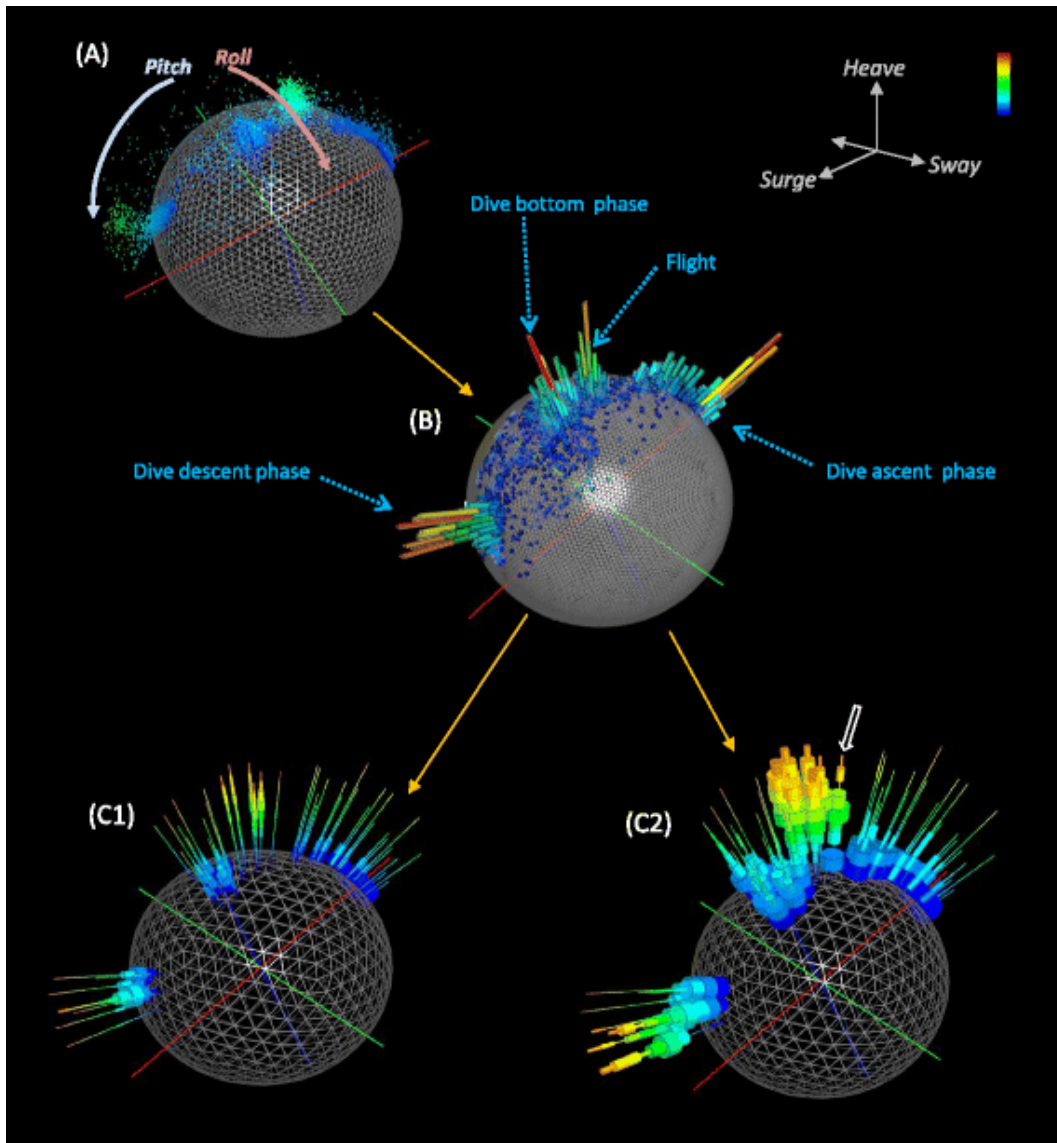 (A)
Pitch
Roll
Heave
Surge
Sway
Dive bottom phase
Flight
(B)
Dive descent phase
Dive ascent phase
(C1)
(C2)